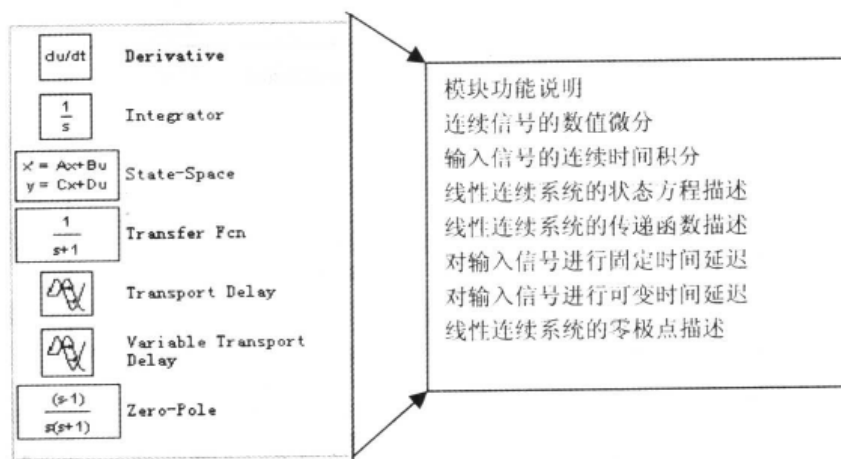 du/dt Derivative
1
s
Integrator
x' = Ax+Bu
y = Cx+Du
State-Space
1
s+1
Transfer Fcn
Transport Delay
Variable Transport
Delay
(s-1)
s(s+1)
Zero-Pole
模块功能说明
连续信号的数值微分
输入信号的连续时间积分
线性连续系统的状态方程描述
线性连续系统的传递函数描述
对输入信号进行固定时间延迟
对输入信号进行可变时间延迟
线性连续系统的零极点描述